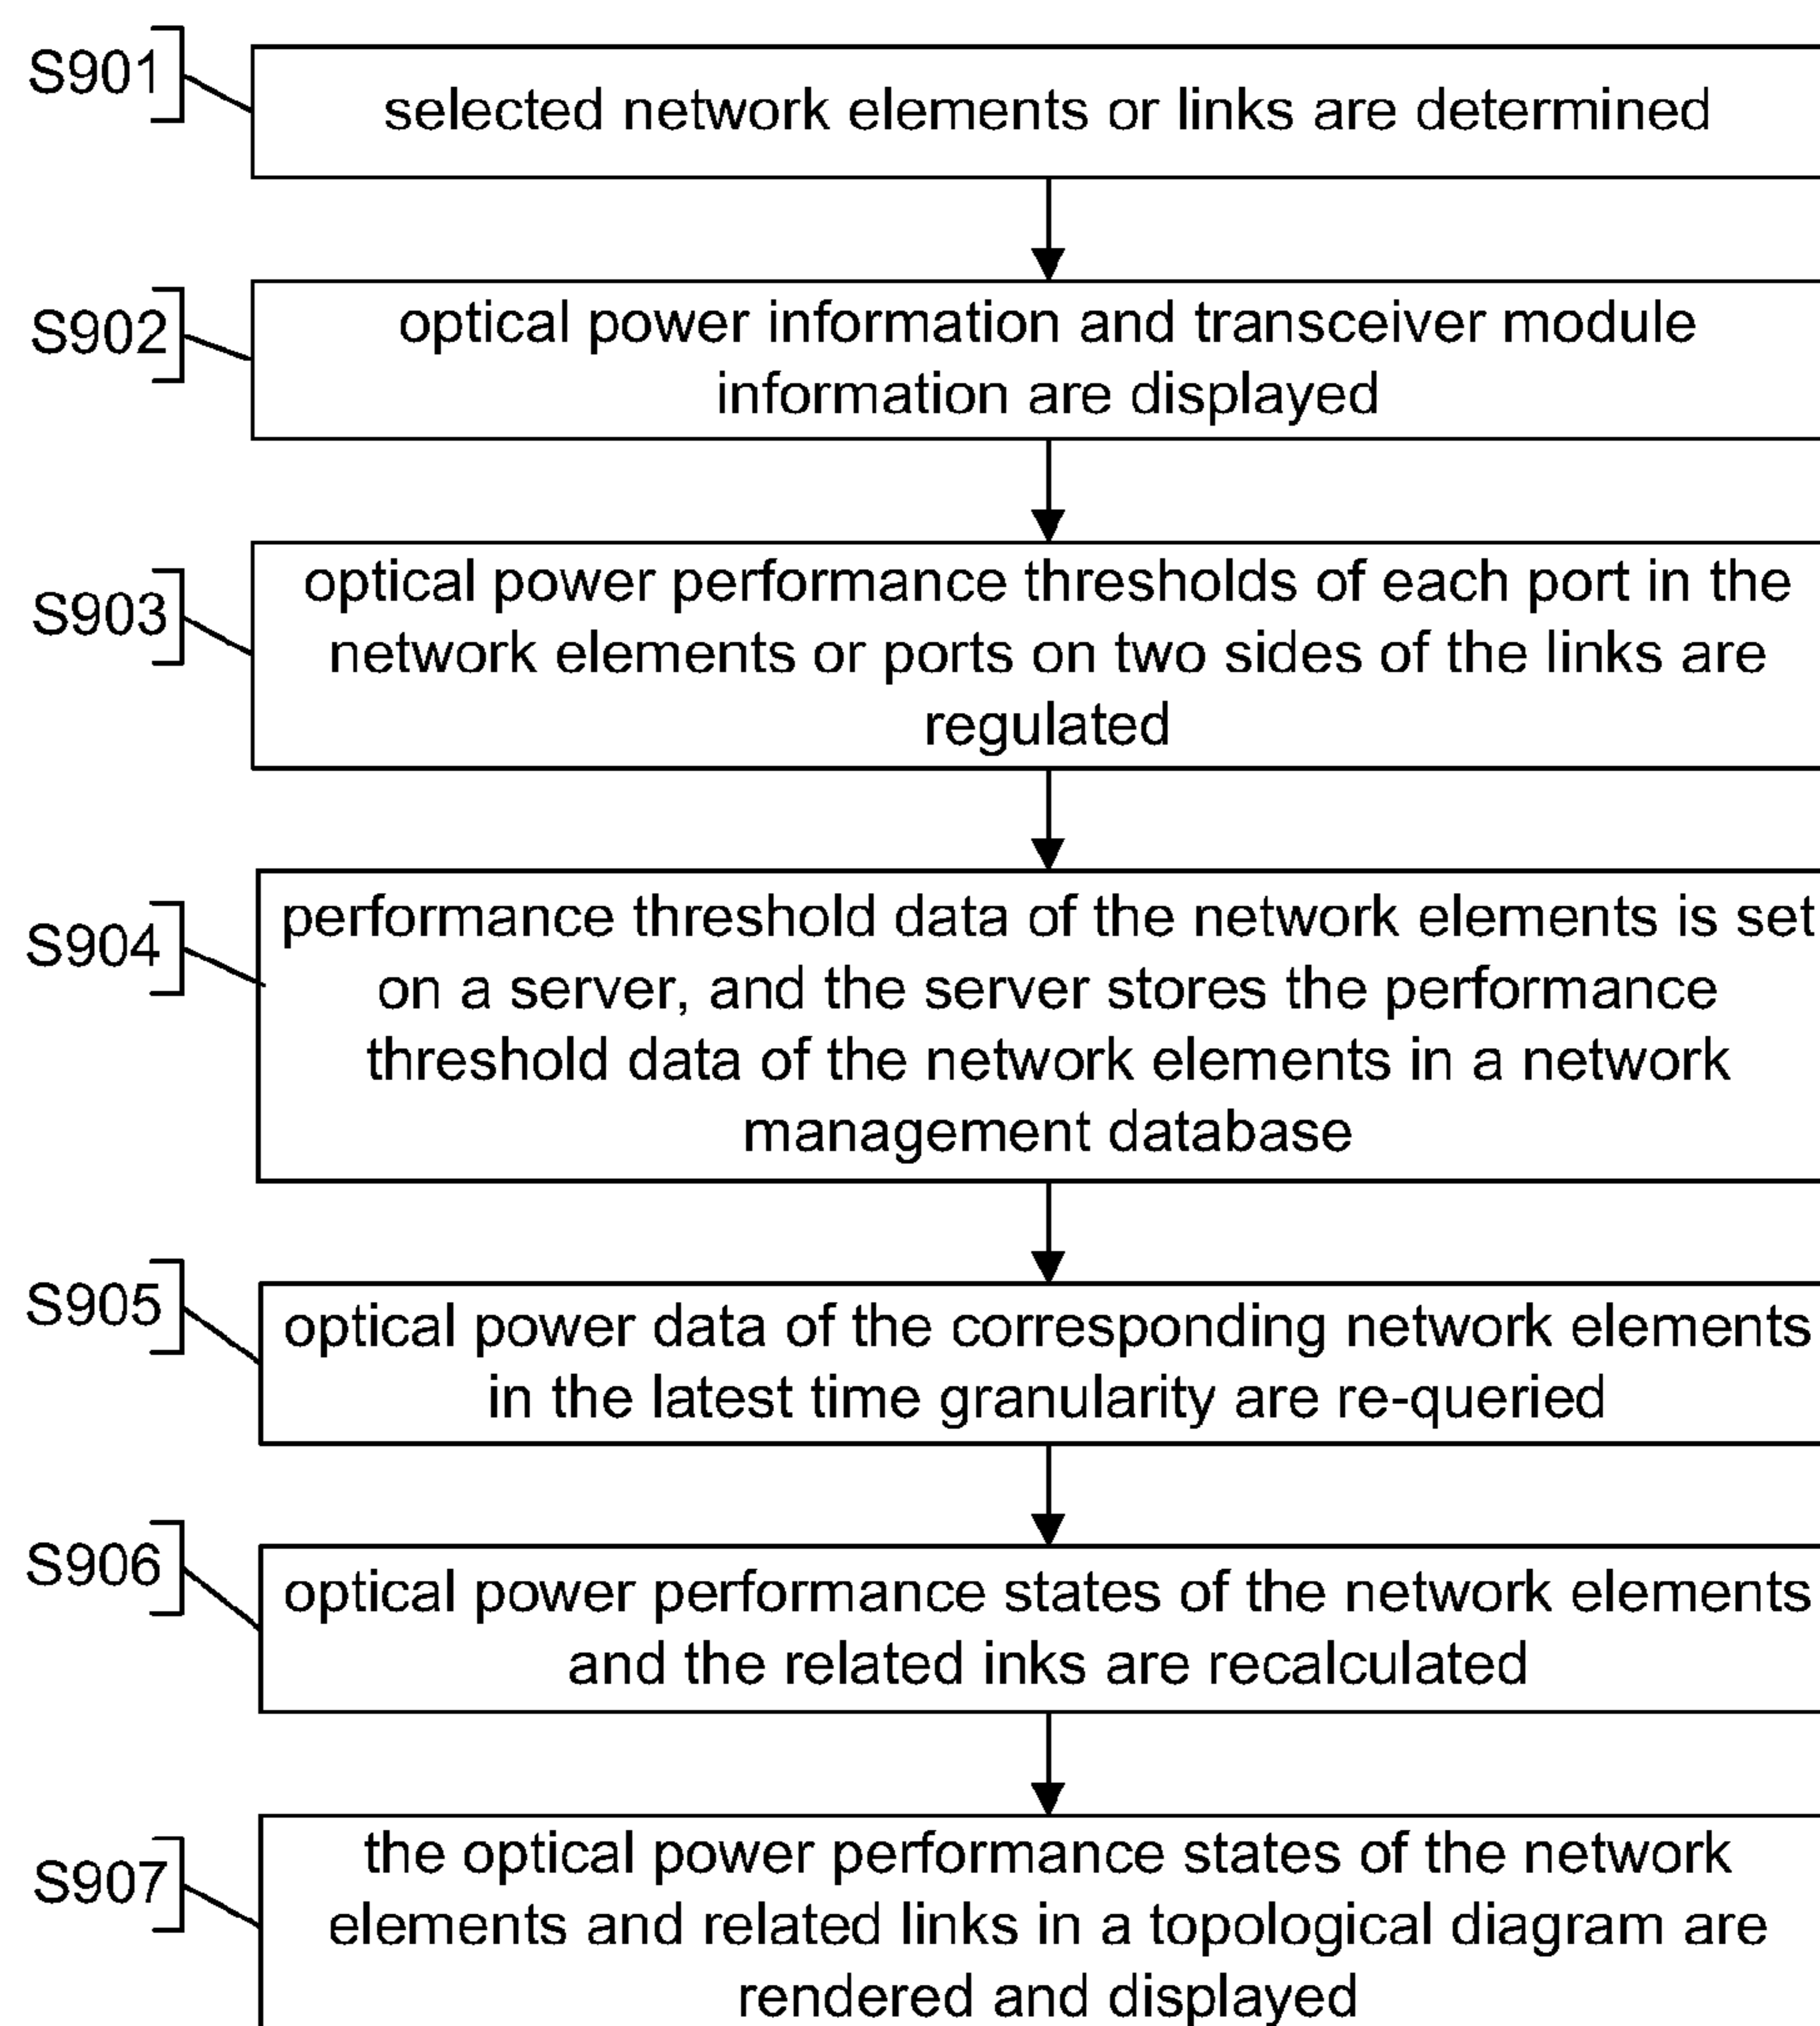 S901
selected network elements or links are determined
S902
optical power information and transceiver module
information are displayed
S903
optical power performance thresholds of each port in the
network elements or ports on two sides of the links are
regulated
S904
performance threshold data of the network elements is set
on a server, and the server stores the performance
threshold data of the network elements in a network
management database
S905
optical power data of the corresponding network elements
in the latest time granularity are re-queried
S906
optical power performance states of the network elements
and the related inks are recalculated
S907
the optical power performance states of the network
elements and related links in a topological diagram are
rendered and displayed